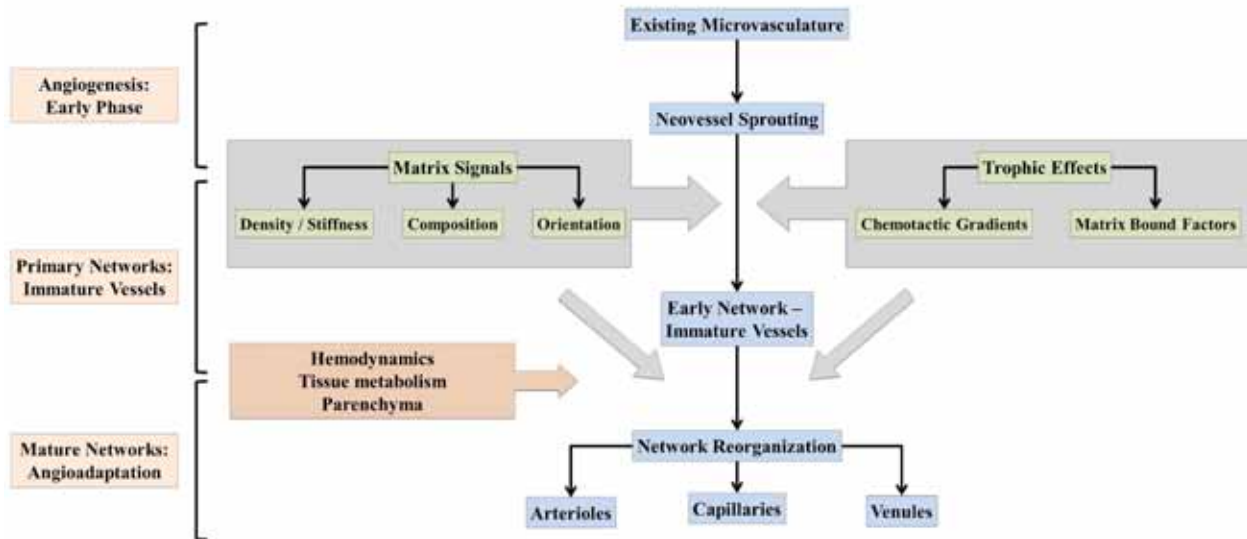 Existing Microvasculature
Angiogenesis:
Early Phase
Neovessel Sprouting
Matrix Signals
Density / Stiffness
Composition
Orientation
Trophic Effects
Chemotactic Gradients
Matrix Bound Factors
Primary Networks:
Immature Vessels
Early Network –
Immature Vessels
Hemodynamics
Tissue metabolism
Parenchyma
Mature Networks:
Angioadaptation
Network Reorganization
Arterioles
Capillaries
Venules